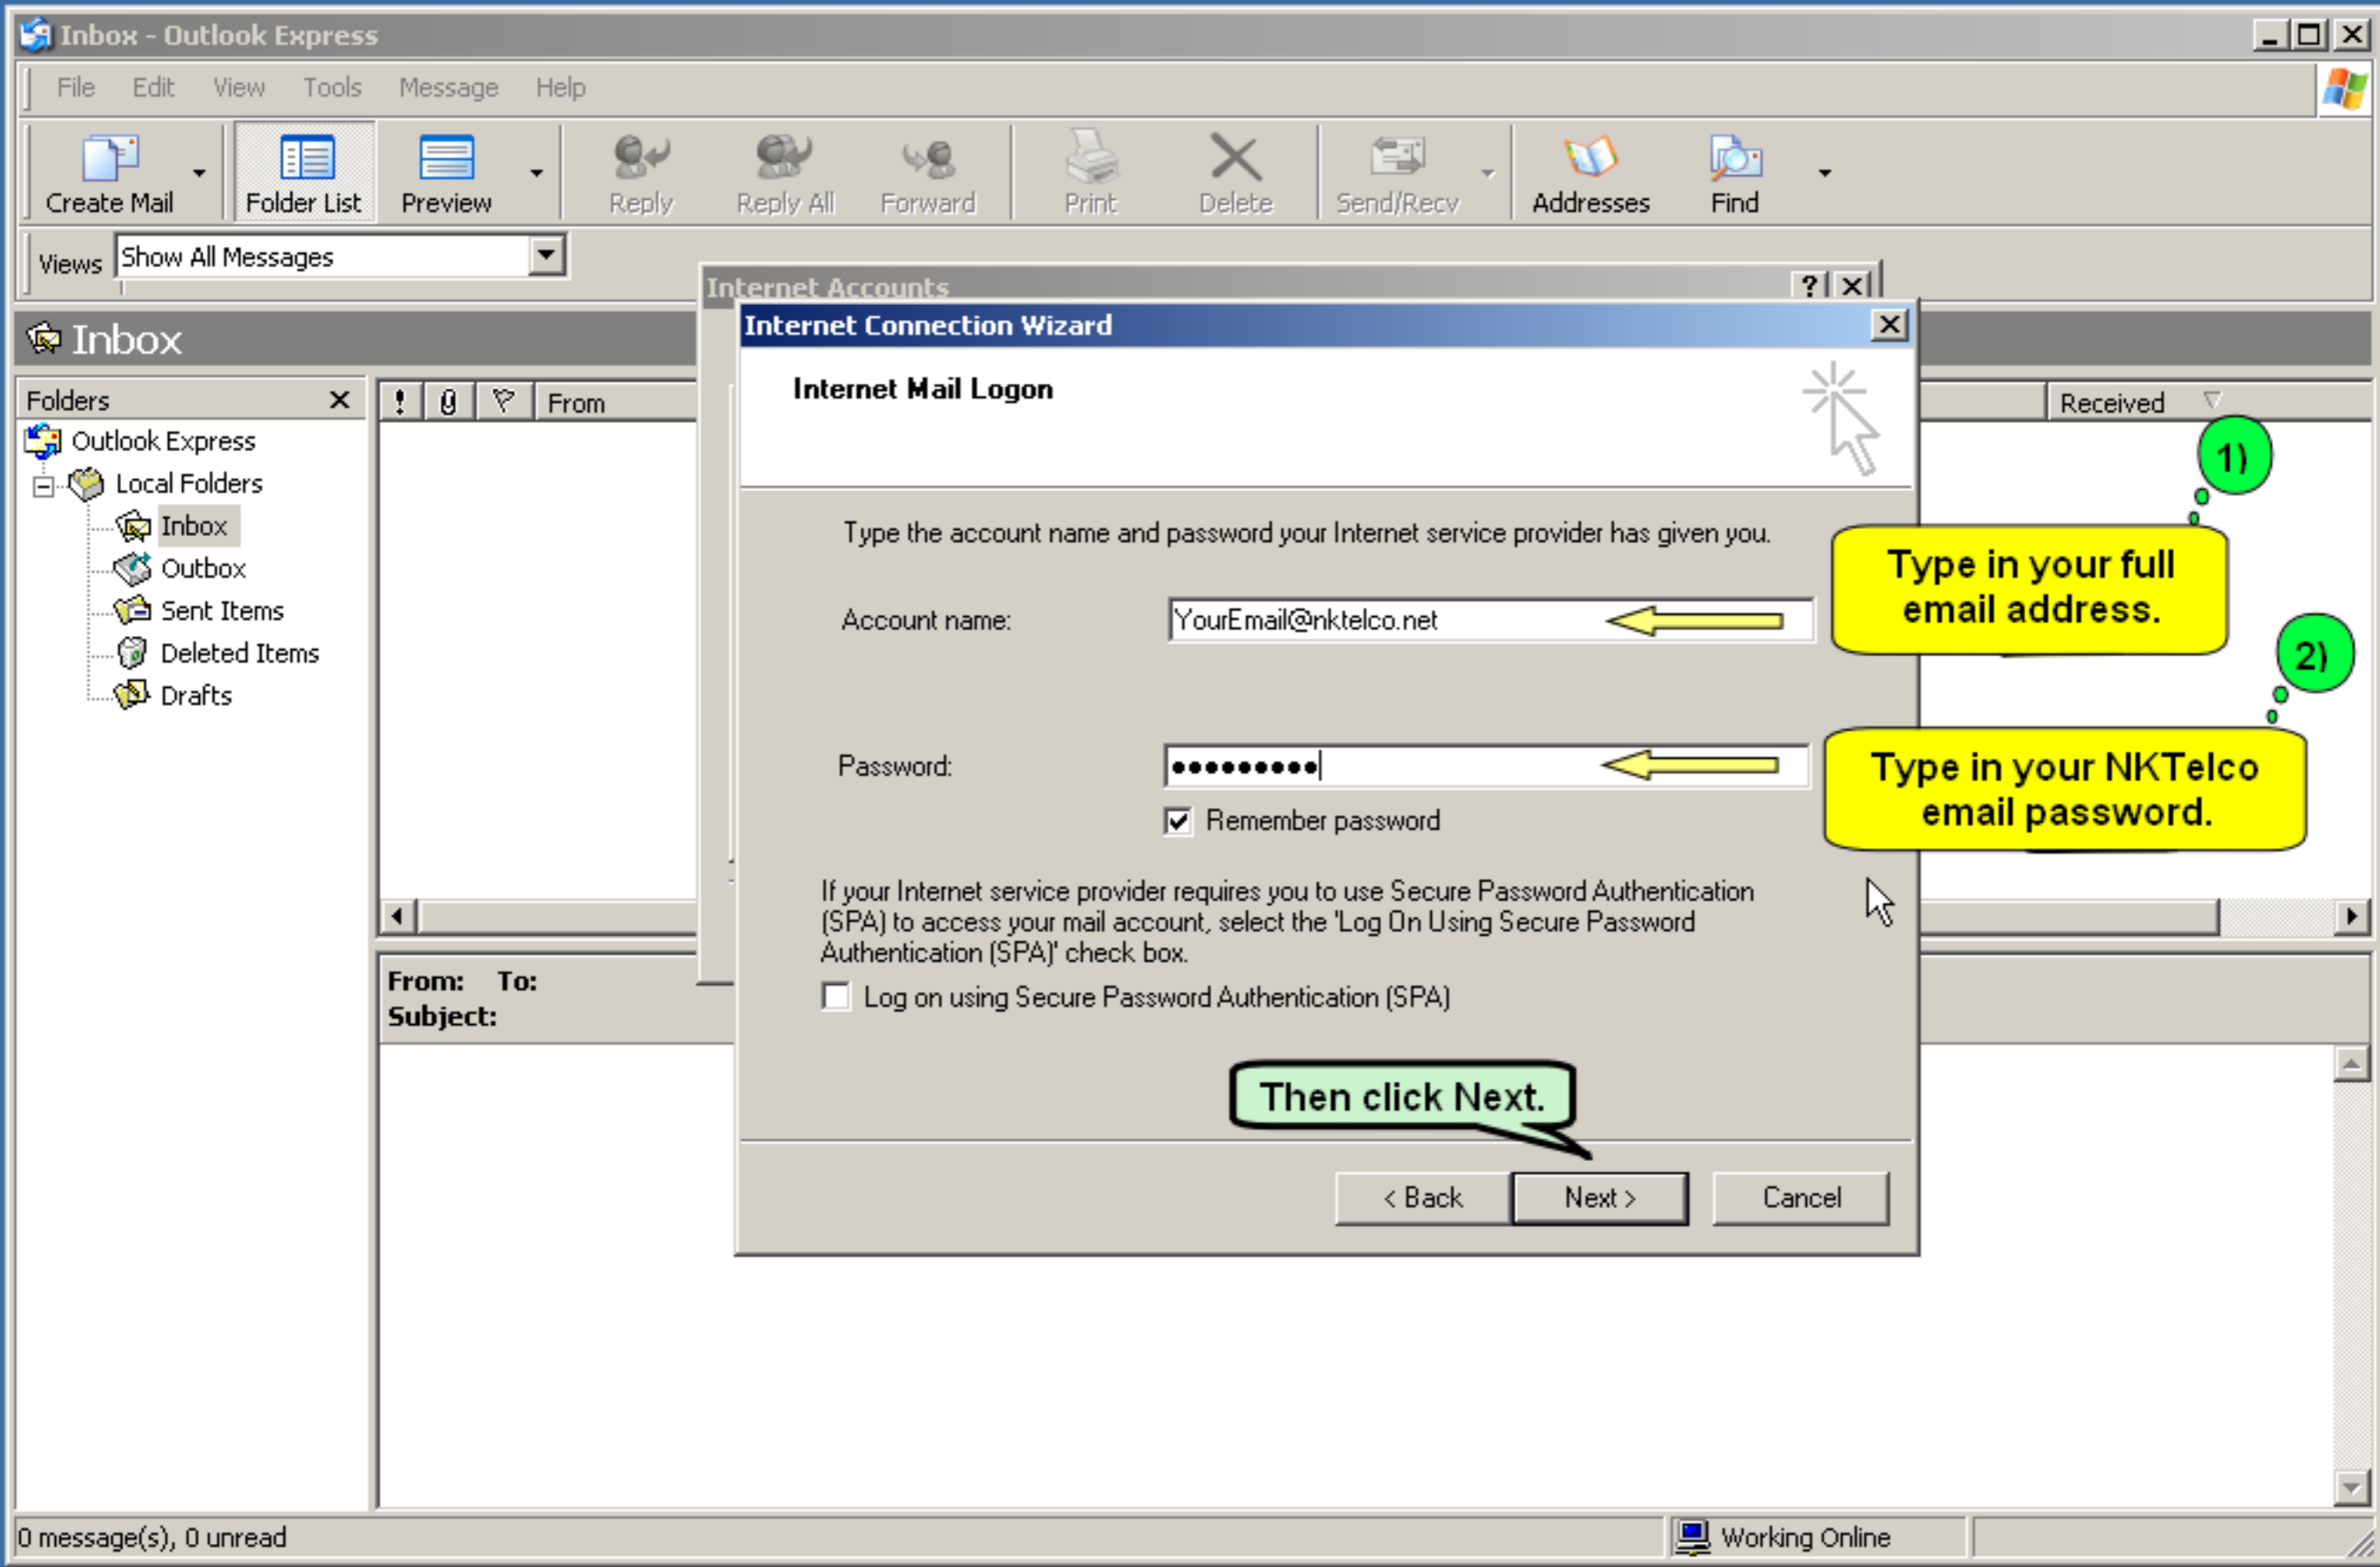 Inbox - Outlook Express
File Edit View Tools Message Help
Create Mail Folder List Preview Reply Reply All Forward Print Delete Send/Recv Addresses Find
Views Show All Messages
Internet Accounts
Internet Connection Wizard
Inbox
Internet Mail Logon
Folders
! From
Received
Outlook Express
Local Folders
Inbox
Outbox
Sent Items
Deleted Items
Drafts
Type the account name and password your Internet service provider has given you.
1)
Type in your full
email address.
Account name: YourEmail@nktelco.net
2)
Type in your NKTelco
email password.
Password: •••••••••
Remember password
If your Internet service provider requires you to use Secure Password Authentication
(SPA) to access your mail account, select the 'Log On Using Secure Password
Authentication (SPA)' check box.
Log on using Secure Password Authentication (SPA)
From: To:
Subject:
Then click Next.
< Back Next > Cancel
0 message(s), 0 unread
Working Online